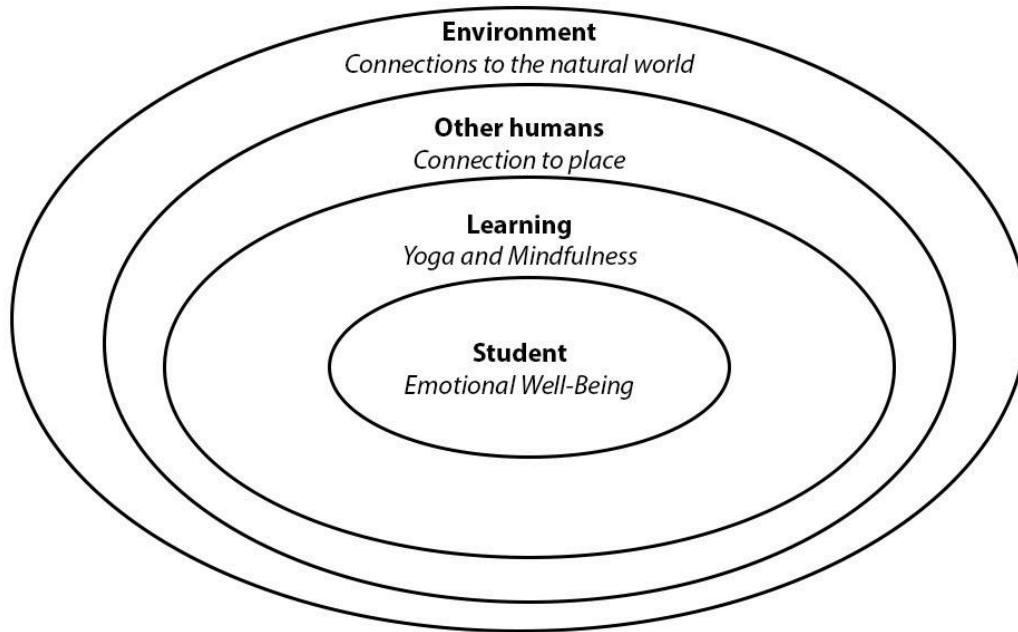 Environment
Connections to the natural world
Other humans
Connection to place
Learning
Yoga and Mindfulness
Student
Emotional Well-Being